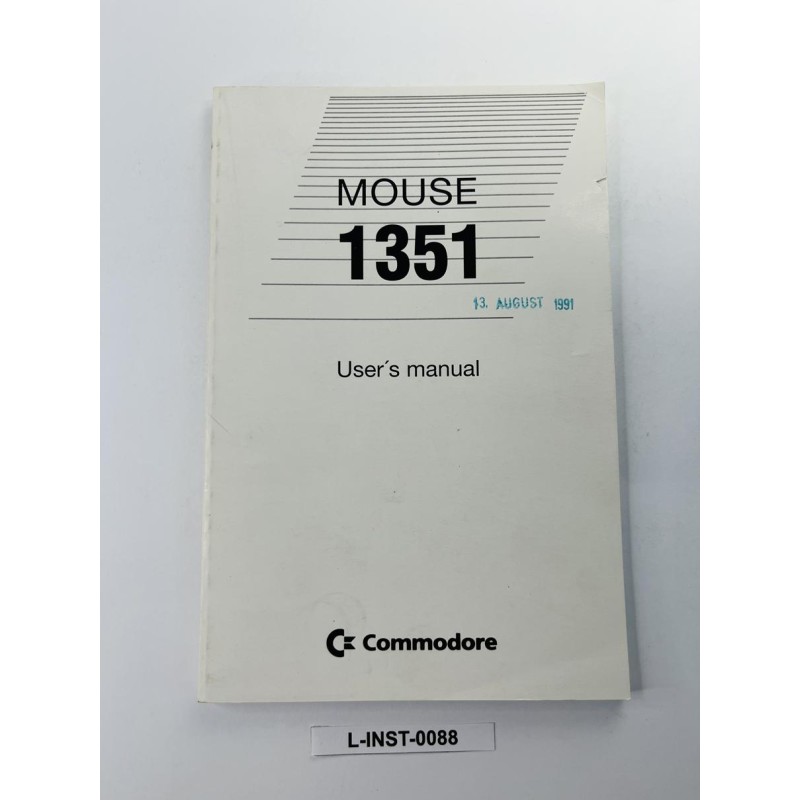 MOUSE
1351
13. AUGUST 1991
User´s manual
Commodore
L-INST-0088